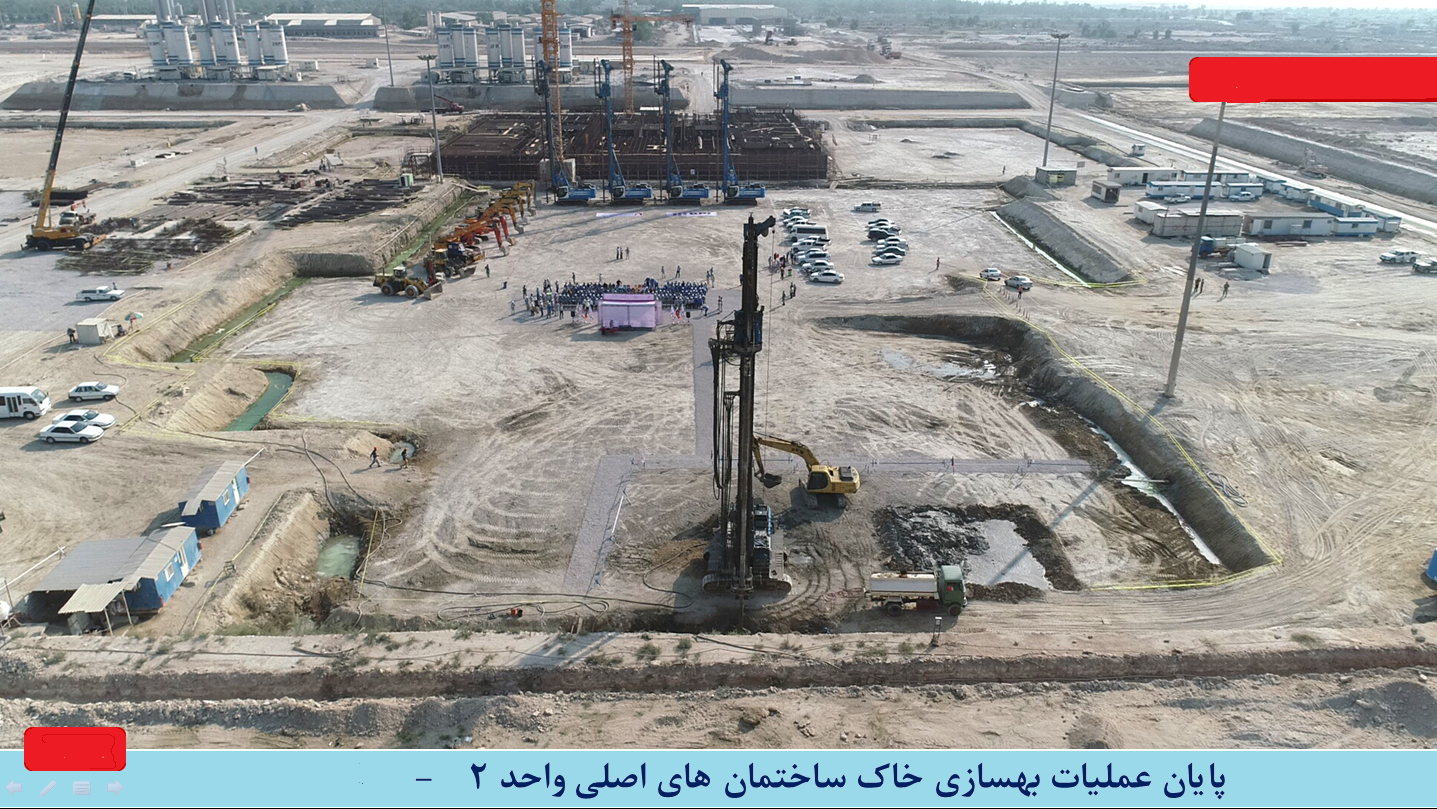 پایان عملیات بهسازی خاک ساختمان های اصلی واحد ۲ –